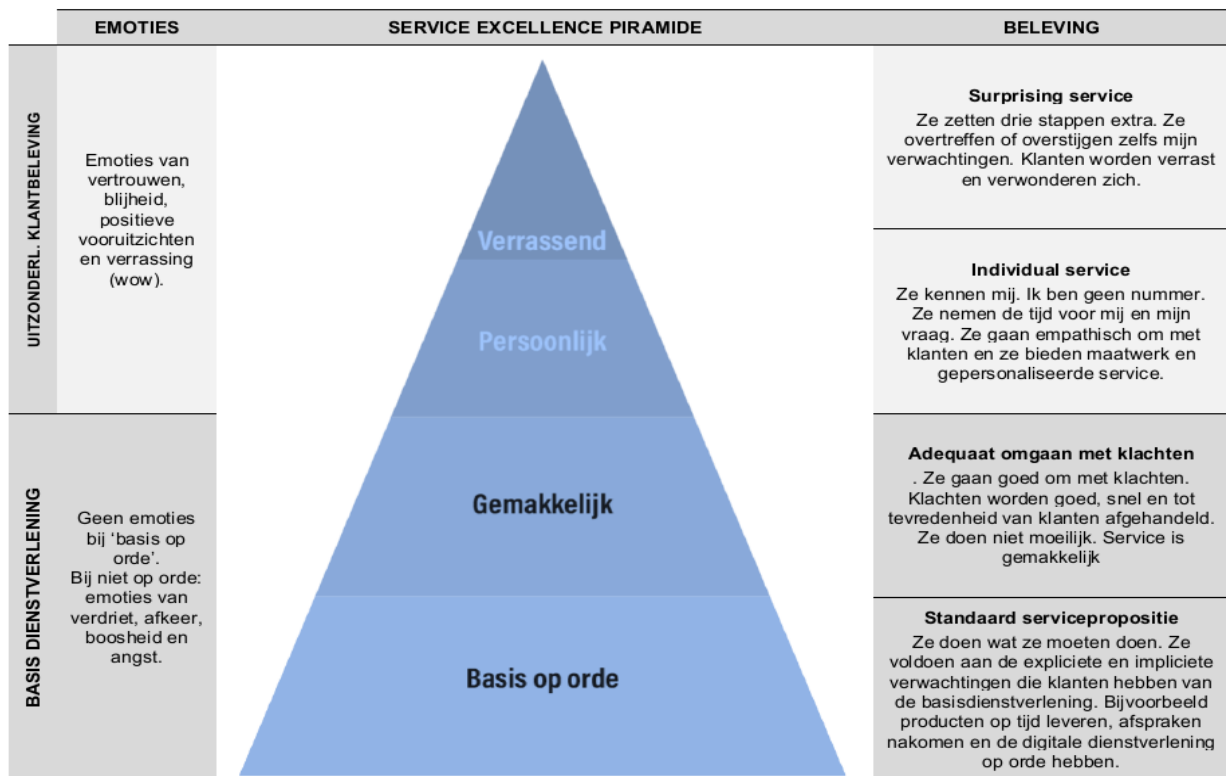 EMOTIES
SERVICE EXCELLENCE PIRAMIDE
BELEVING
UITZONDERL. KLANTBELEVING
Emoties van
vertrouwen,
blijheid,
positieve
vooruitzichten
en verrassing
(wow).
Verrassend
Persoonlijk
Surprising service
Ze zetten drie stappen extra. Ze
overtreffen of overstijgen zelfs mijn
verwachtingen. Klanten worden verrast
en verwonderen zich.
Individual service
Ze kennen mij. Ik ben geen nummer.
Ze nemen de tijd voor mij en mijn
vraag. Ze gaan empathisch om met
klanten en ze bieden maatwerk en
gepersonaliseerde service.
BASIS DIENSTVERLENING
Geen emoties
bij ‘basis op
orde’.
Bij niet op orde:
emoties van
verdriet, afkeer,
boosheid en
angst.
Gemakkelijk
Basis op orde
Adequaat omgaan met klachten
. Ze gaan goed om met klachten.
Klachten worden goed, snel en tot
tevredenheid van klanten afgehandeld.
Ze doen niet moeilijk. Service is
gemakkelijk
Standaard servicepropositie
Ze doen wat ze moeten doen. Ze
voldoen aan de expliciete en impliciete
verwachtingen die klanten hebben van
de basisdienstverlening. Bijvoorbeeld
producten op tijd leveren, afspraken
nakomen en de digitale dienstverlening
op orde hebben.